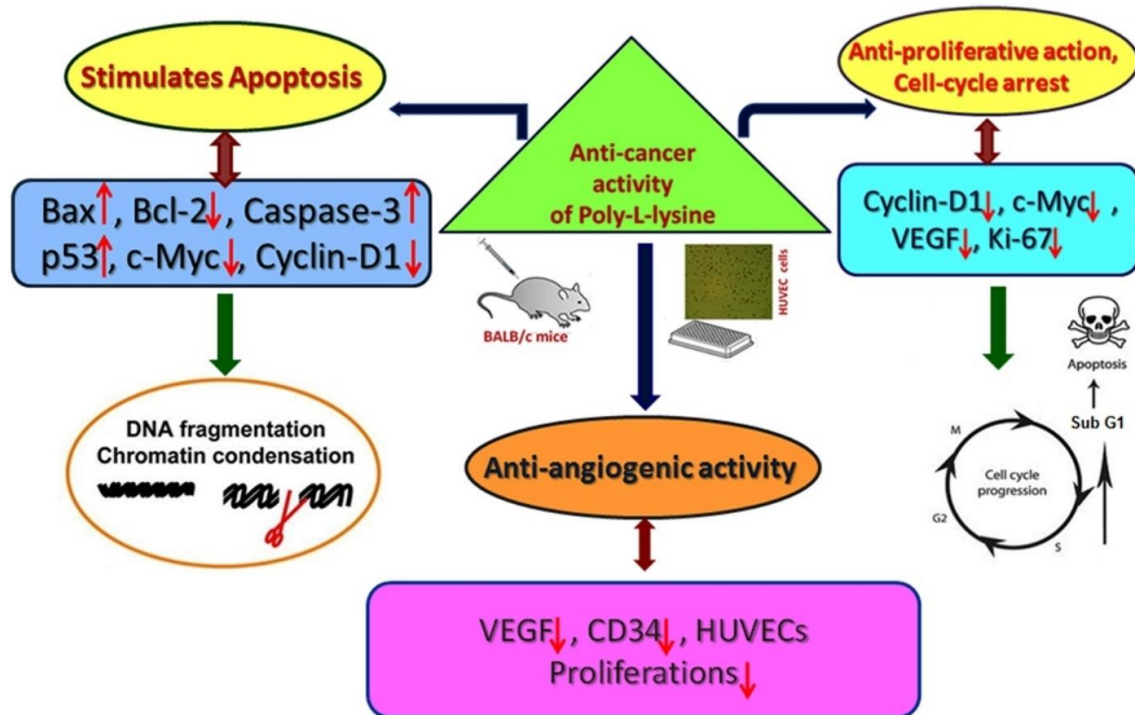 Stimulates Apoptosis
Anti-proliferative action,
Cell-cycle arrest
Anti-cancer
activity
of Poly-L-lysine
Bax↑, Bcl-2↓, Caspase-3↑
p53↑, c-Myc↓, Cyclin-D1↓
Cyclin-D1↓, c-Myc↓ ,
VEGF↓, Ki-67↓
BALB/c mice
HUVEC cells
DNA fragmentation
Chromatin condensation
Anti-angiogenic activity
Apoptosis
Sub G1
M
Cell cycle
progression
G2
S
VEGF↓, CD34↓, HUVECs
Proliferations↓